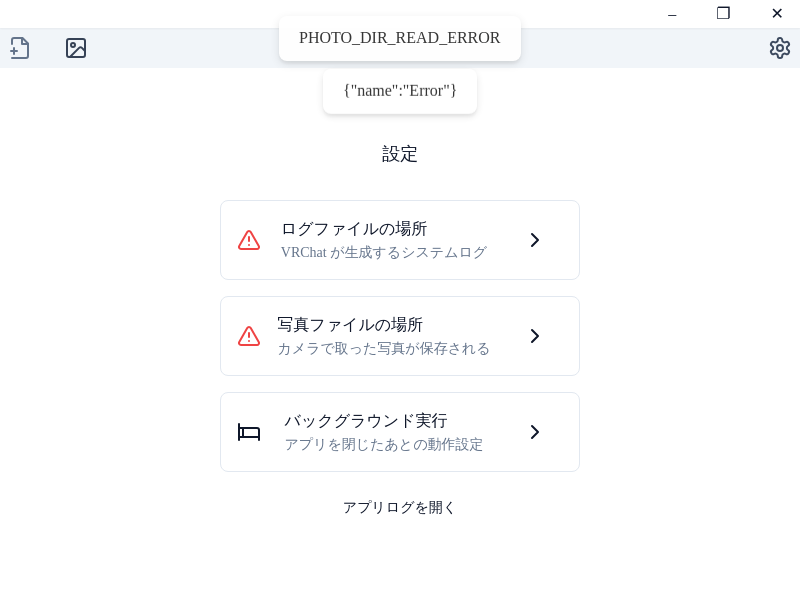 PHOTO_DIR_READ_ERROR
{"name":"Error"}
設定
ログファイルの場所
VRChat が生成するシステムログ
写真ファイルの場所
カメラで取った写真が保存される
バックグラウンド実行
アプリを閉じたあとの動作設定
アプリログを開く